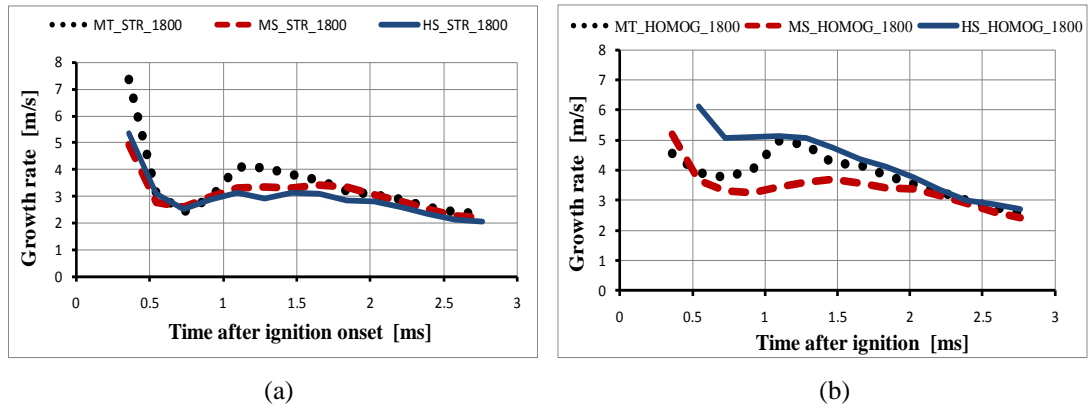 MT_STR_1800 MS_STR_1800 HS_STR_1800
8
7
6
5
4
3
2
1
0
Growth rate [m/s]
0 0.5 1 1.5 2 2.5 3
Time after ignition onset [ms]
(a)
MT_HOMOG_1800 MS_HOMOG_1800 HS_HOMOG_1800
8
7
6
5
4
3
2
1
0
Growth rate [m/s]
0 0.5 1 1.5 2 2.5 3
Time after ignition [ms]
(b)